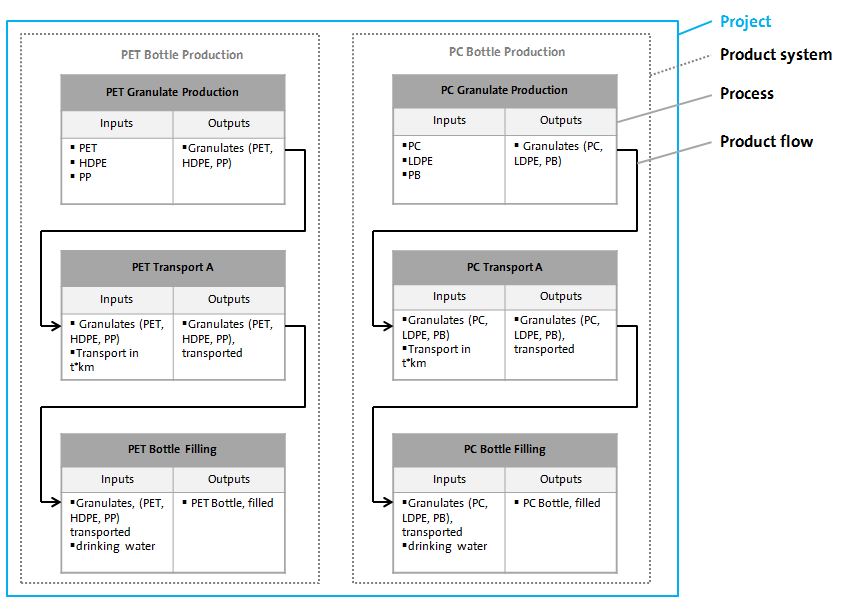 Project
Product system
Process
Product flow
PET Bottle Production
PET Granulate Production
Inputs
Outputs
▪ PET
▪ HDPE
▪ PP
▪Granulates (PET,
HDPE, PP)
PET Transport A
Inputs
Outputs
▪ Granulates (PET,
HDPE, PP)
▪Transport in
t*km
▪Granulates (PET,
HDPE, PP),
transported
PET Bottle Filling
Inputs
Outputs
▪Granulates, (PET,
HDPE, PP)
transported
▪drinking water
▪ PET Bottle, filled
PC Bottle Production
PC Granulate Production
Inputs
Outputs
▪PC
▪LDPE
▪PB
▪ Granulates (PC,
LDPE, PB)
PC Transport A
Inputs
Outputs
▪Granulates (PC,
LDPE, PB)
▪Transport in
t*km
▪Granulates (PC,
LDPE, PB),
transported
PC Bottle Filling
Inputs
Outputs
▪Granulates (PC,
LDPE, PB),
transported
▪drinking water
▪ PC Bottle, filled